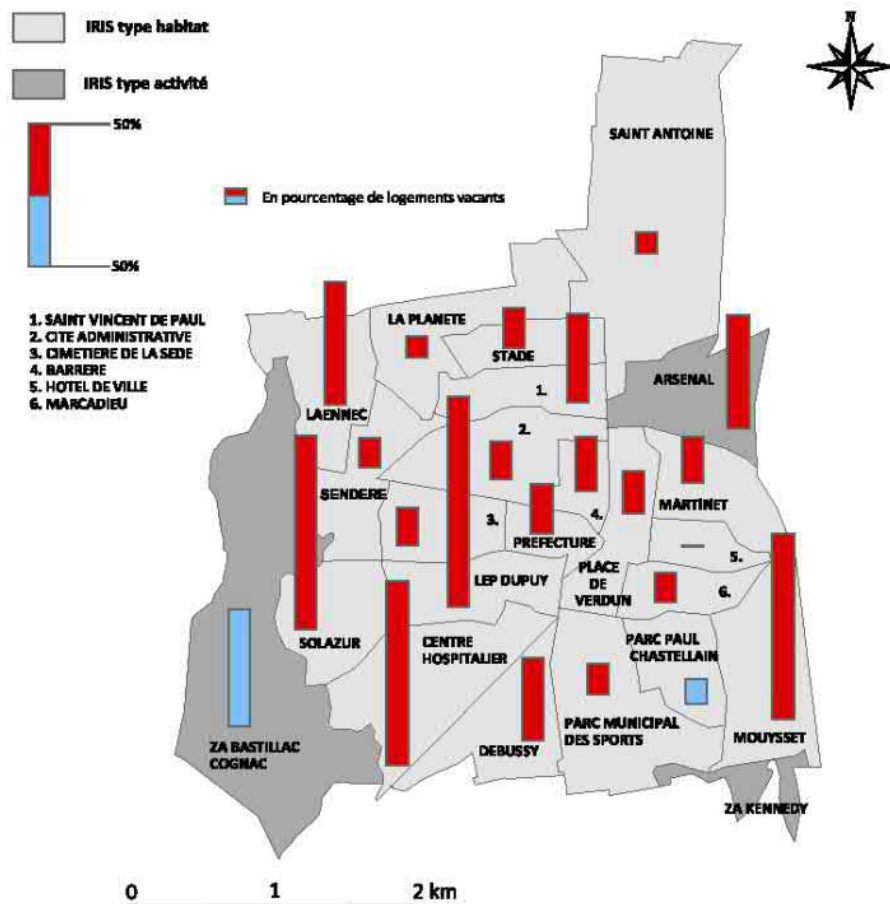 N
IRIS type habitat
IRIS type activité
50%
50%
En pourcentage de logements vacants
1. SAINT VINCENT DE PAUL
2. CITE ADMINISTRATIVE
3. CIMETIERE DE LA SEDE
4. BARRERE
5. HOTEL DE VILLE
6. MARCADIEU
SAINT ANTOINE
LA PLANETE
STADE
ARSENAL
LAENNEC
1.
2.
SENDERE
MARTINET
3.
PREFECTURE
4.
5.
LEP DUPUY
PLACE
DE
VERDUN
6.
SOLAZUR
CENTRE
HOSPITALIER
PARC PAUL
CHASTELLAIN
ZA BASTILLAC
COGNAC
DEBUSSY
PARC MUNICIPAL
DES SPORTS
MOUYSSET
ZA KENNEDY
0 1 2 km